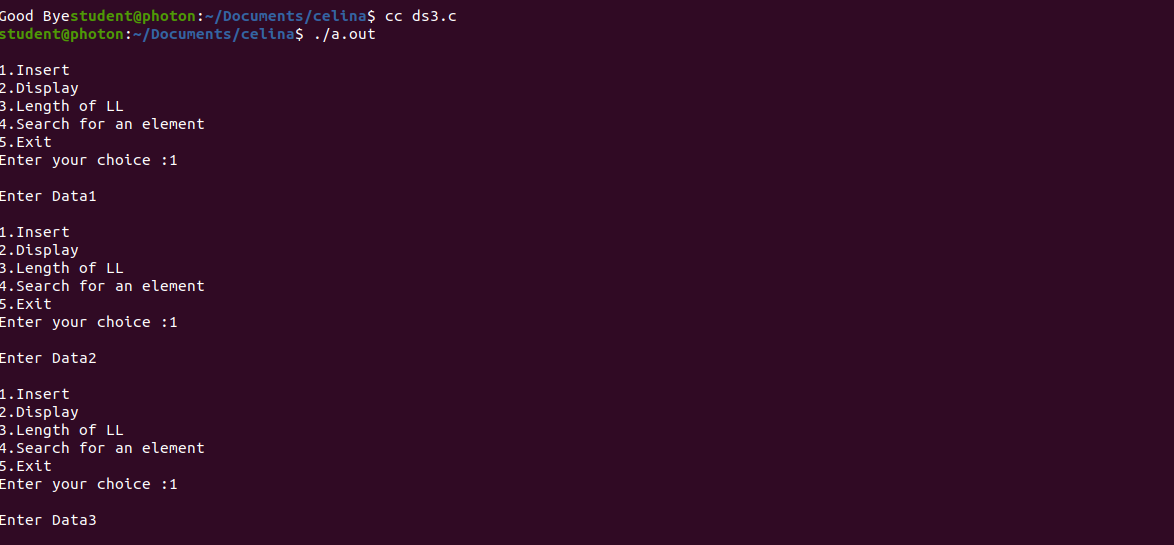 Good Byestudent@photon:~/Documents/celina$ cc ds3.c
student@photon:~/Documents/celina$ ./a.out
1.Insert
2.Display
3.Length of LL
4.Search for an element
5.Exit
Enter your choice :1
Enter Data1
1.Insert
2.Display
3.Length of LL
4.Search for an element
5.Exit
Enter your choice :1
Enter Data2
1.Insert
2.Display
3.Length of LL
4.Search for an element
5.Exit
Enter your choice :1
Enter Data3